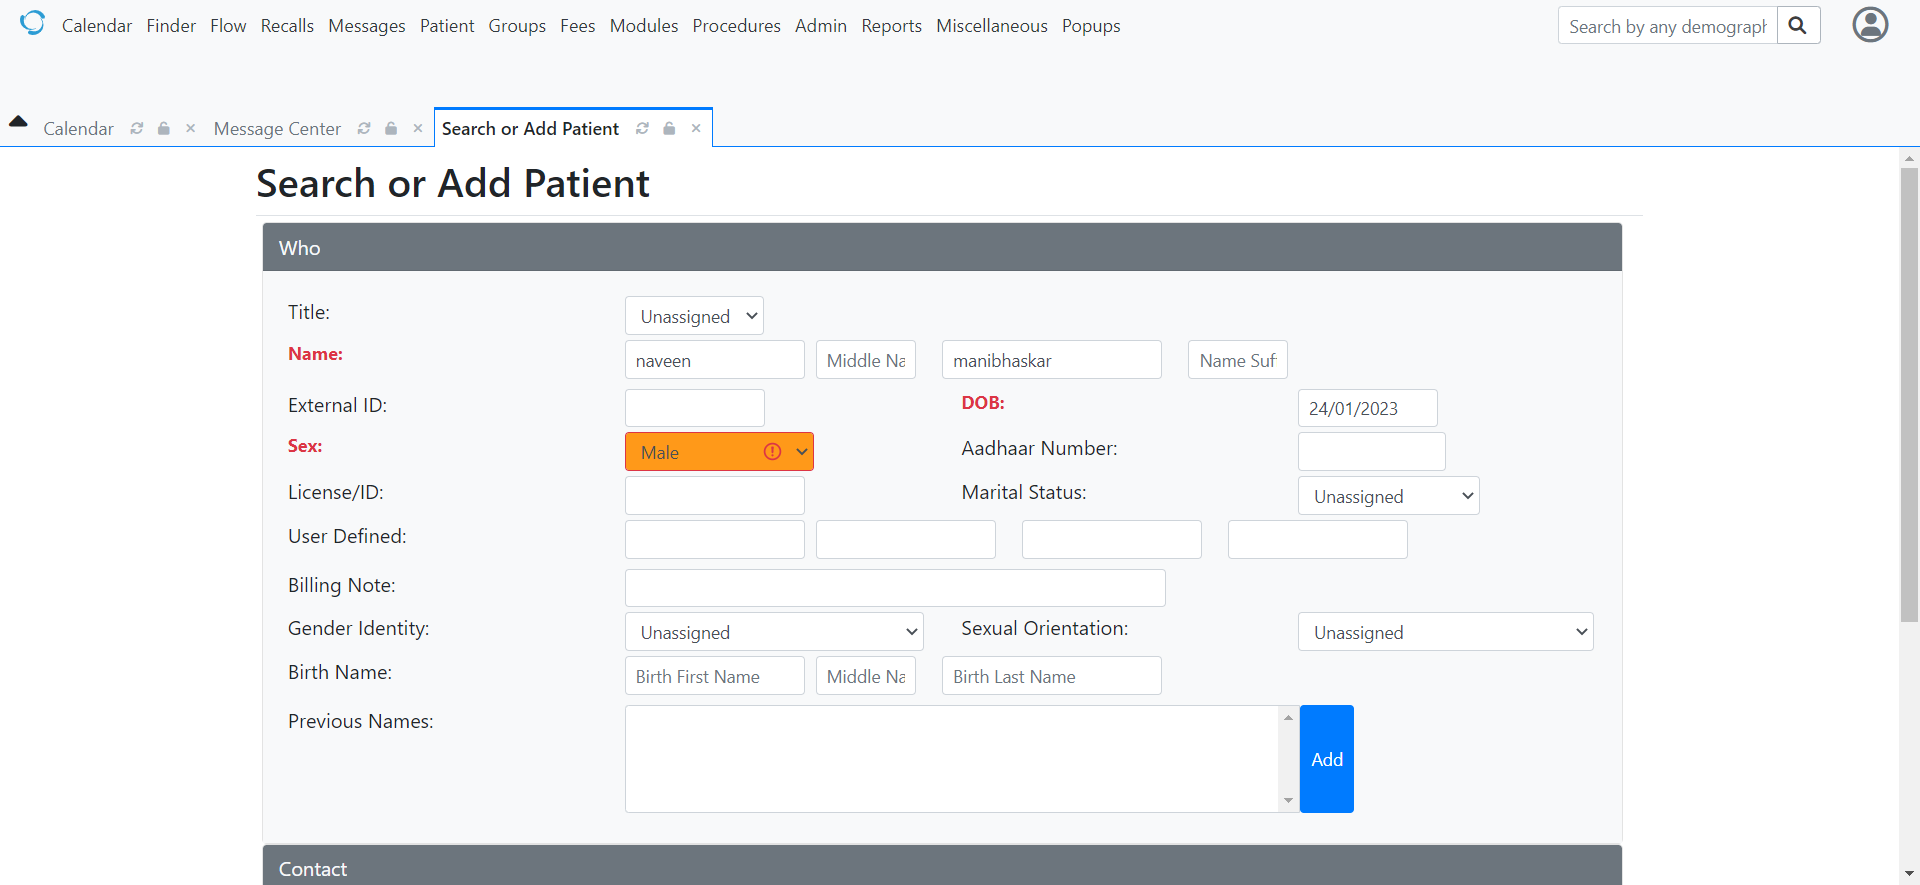 Calendar Finder Flow Recalls Messages Patient Groups Fees Modules Procedures Admin Reports Miscellaneous Popups Search by any demograph
Calendar Message Center Search or Add Patient
Search or Add Patient
Who
Title: Unassigned
Name: naveen Middle Na manibhaskar Name Suf
External ID: DOB: 24/01/2023
Sex: Male Aadhaar Number:
License/ID: Marital Status: Unassigned
User Defined:
Billing Note:
Gender Identity: Unassigned Sexual Orientation: Unassigned
Birth Name: Birth First Name Middle Na Birth Last Name
Previous Names: Add
Contact